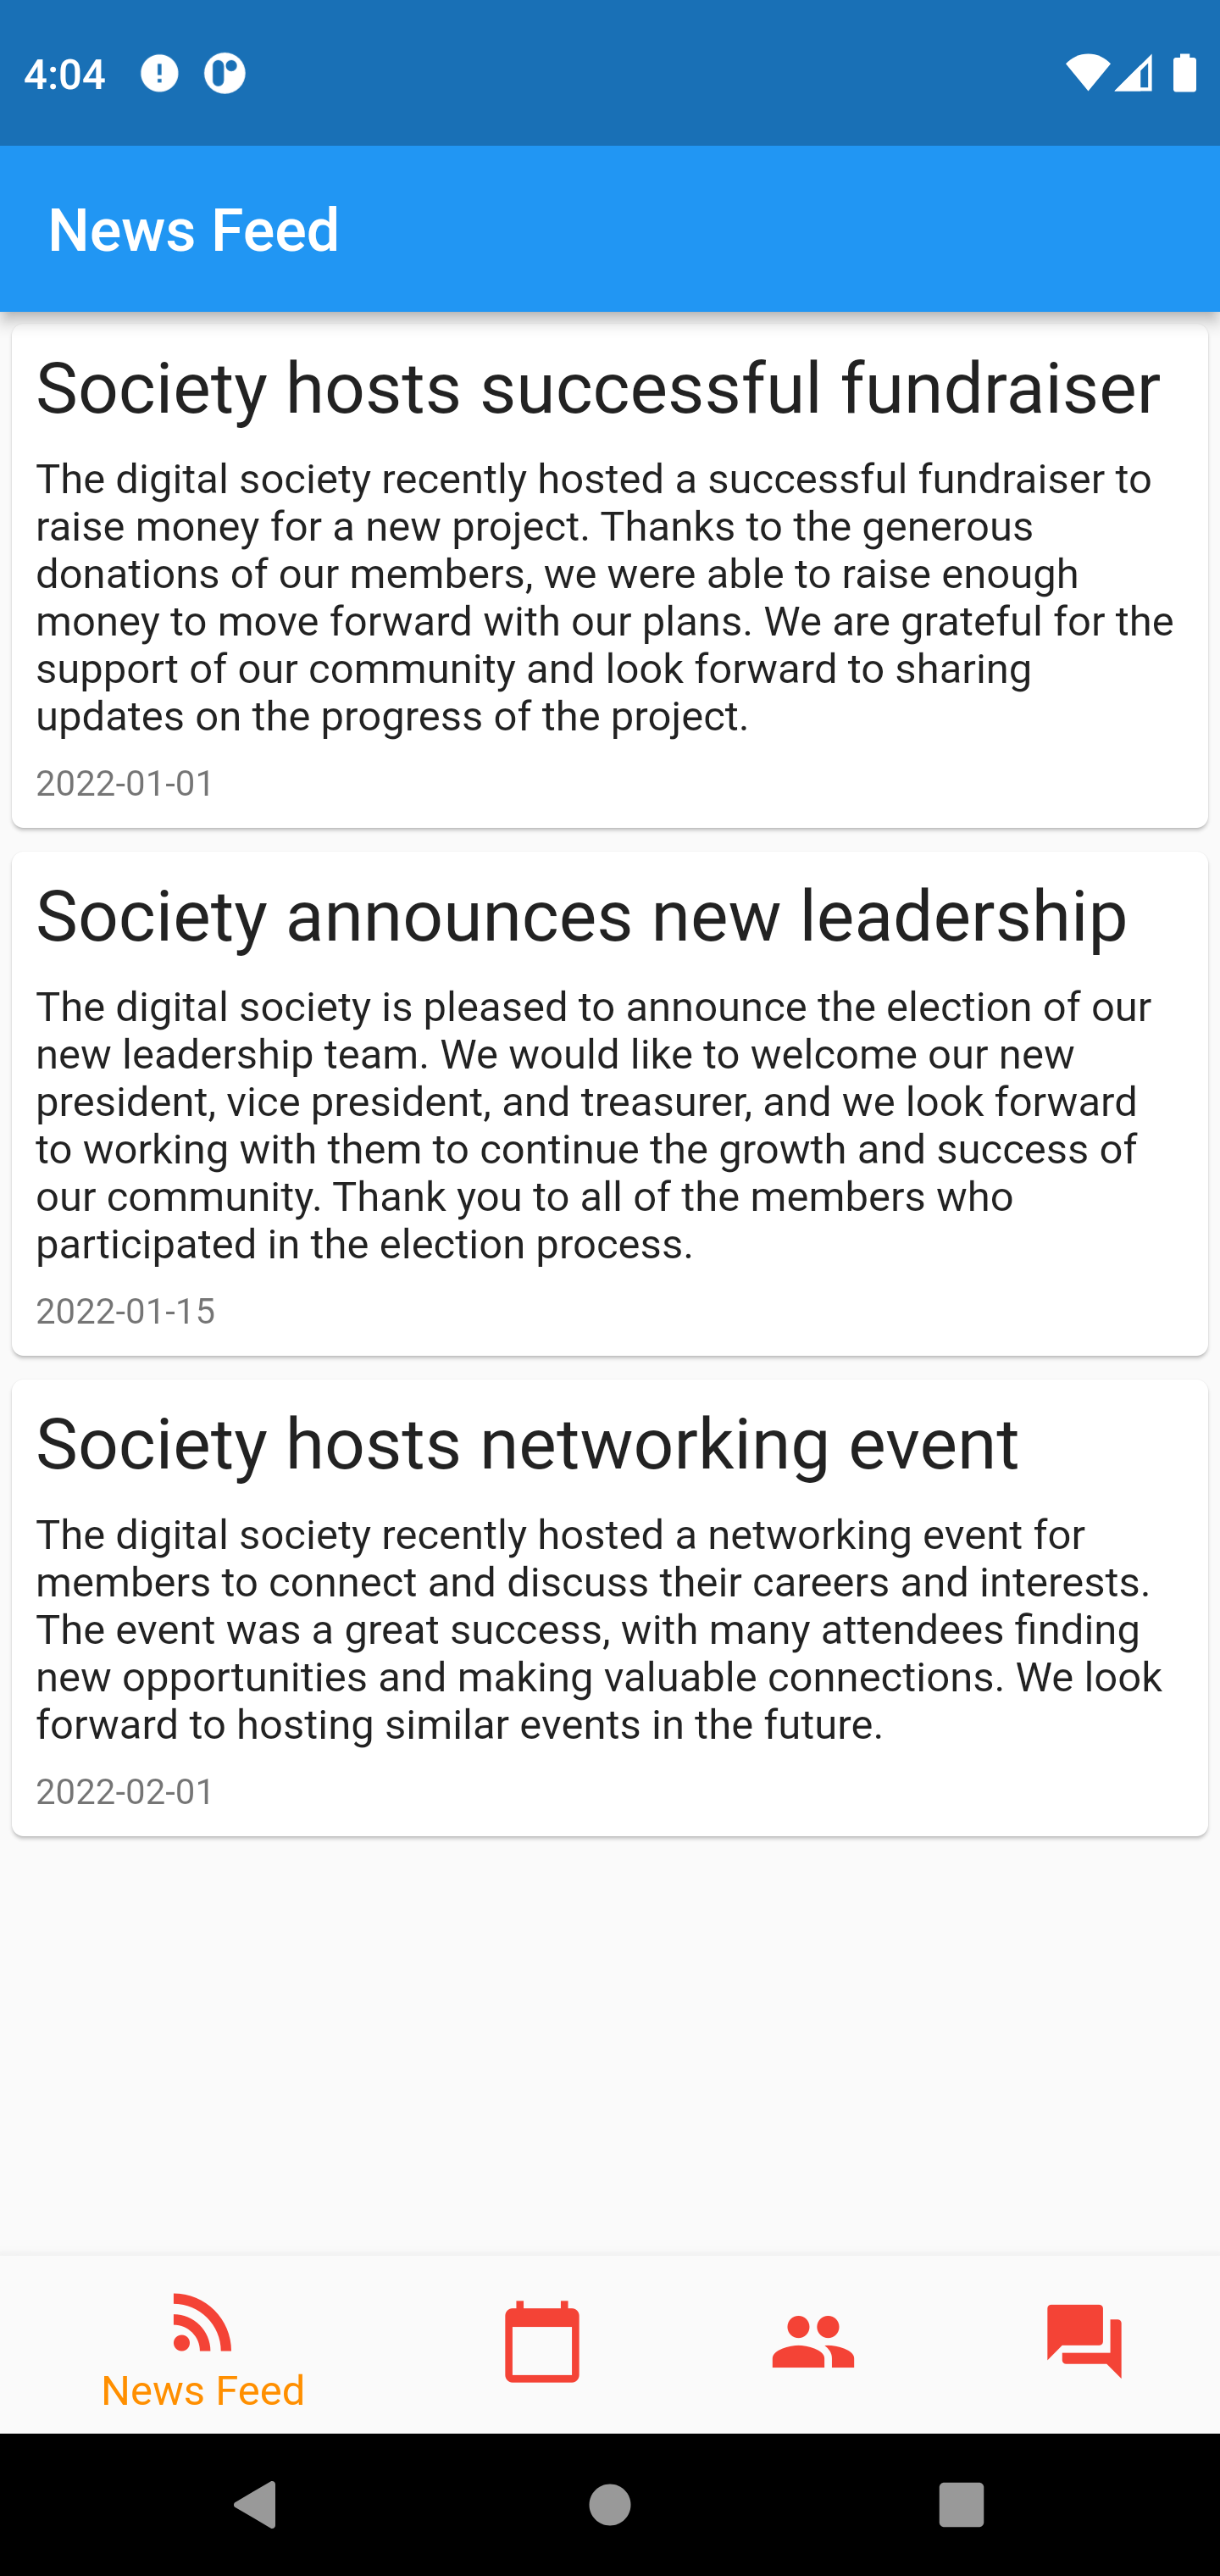 4:04
News Feed
Society hosts successful fundraiser
The digital society recently hosted a successful fundraiser to
raise money for a new project. Thanks to the generous
donations of our members, we were able to raise enough
money to move forward with our plans. We are grateful for the
support of our community and look forward to sharing
updates on the progress of the project.
2022-01-01
Society announces new leadership
The digital society is pleased to announce the election of our
new leadership team. We would like to welcome our new
president, vice president, and treasurer, and we look forward
to working with them to continue the growth and success of
our community. Thank you to all of the members who
participated in the election process.
2022-01-15
Society hosts networking event
The digital society recently hosted a networking event for
members to connect and discuss their careers and interests.
The event was a great success, with many attendees finding
new opportunities and making valuable connections. We look
forward to hosting similar events in the future.
2022-02-01
News Feed